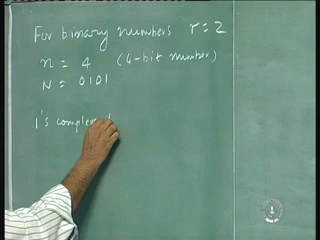 For binary numbers r = 2
n = 4 (4-bit number)
N = 0101
1's complem